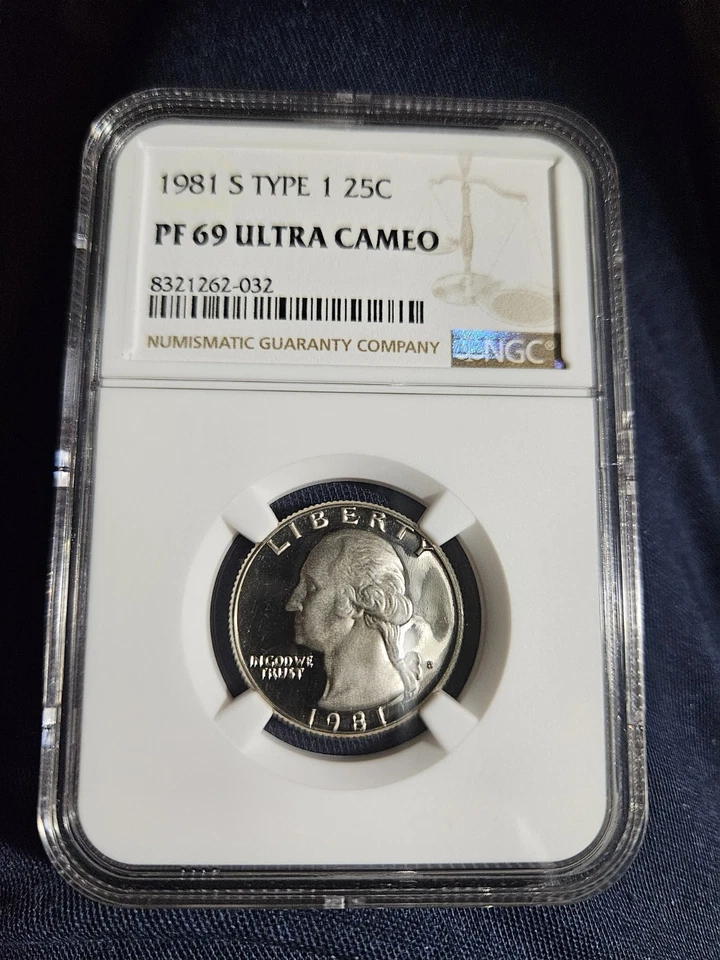 1981 S TYPE 1 25C
PF 69 ULTRA CAMEO
8321262-032
NUMISMATIC GUARANTY COMPANY
NGC®
LIBERTY
IN GOD WE
TRUST
S
1981